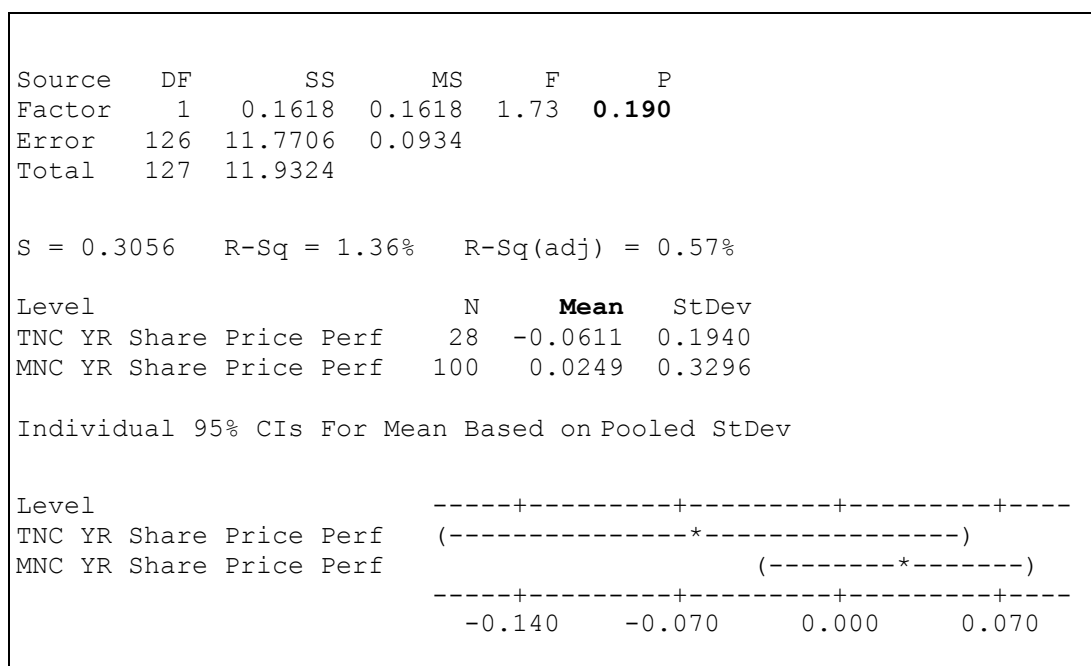 Source   DF       SS      MS     F      P
Factor    1   0.1618  0.1618  1.73  0.190
Error   126  11.7706  0.0934
Total   127  11.9324
S = 0.3056   R-Sq = 1.36%   R-Sq(adj) = 0.57%
Level                         N     Mean   StDev
TNC YR Share Price Perf    28  -0.0611  0.1940
MNC YR Share Price Perf   100   0.0249  0.3296
Individual 95% CIs For Mean Based on Pooled StDev
Level                     -----+---------+---------+---------+----
TNC YR Share Price Perf   (---------------*----------------)
MNC YR Share Price Perf                       (--------*-------)
-----+---------+---------+---------+----
-0.140    -0.070     0.000     0.070